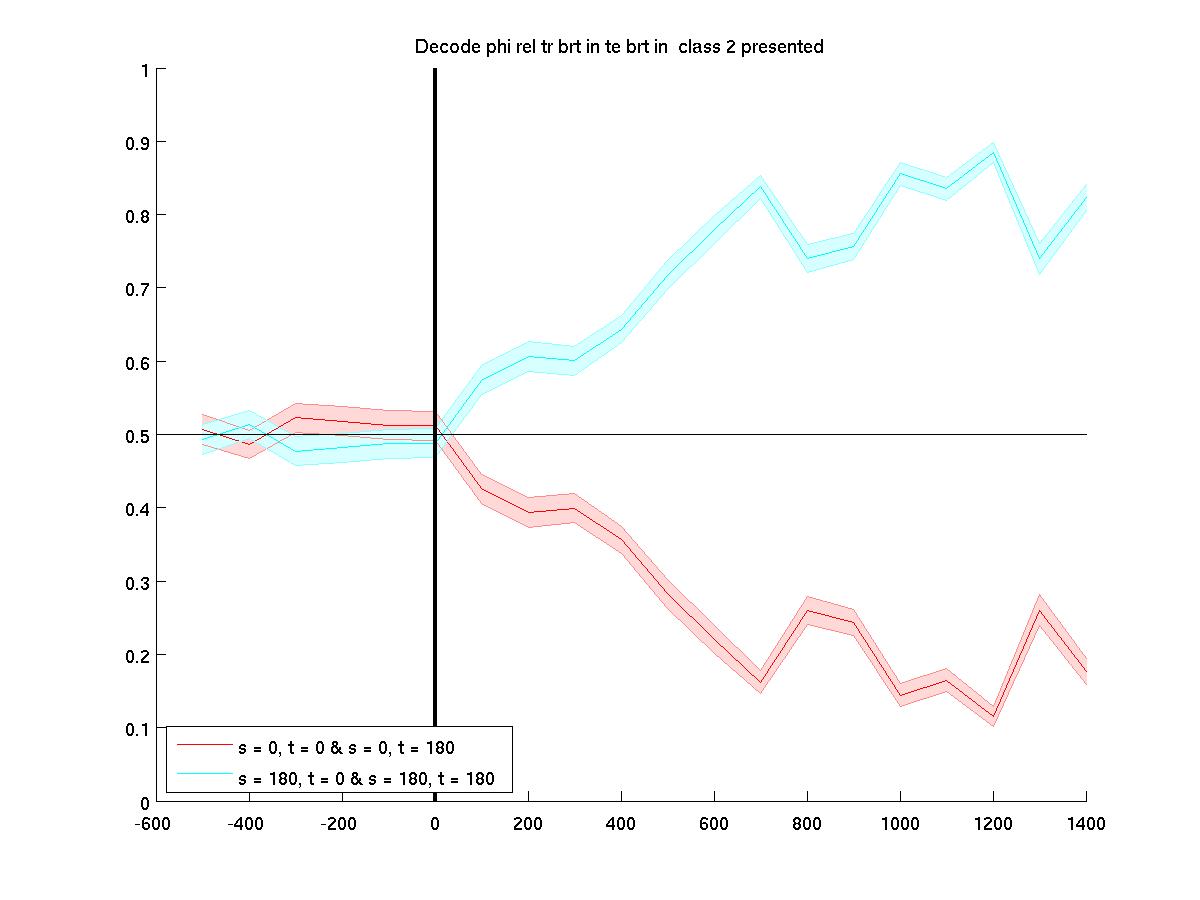 Decode phi rel tr brt in te brt in  class 2 presented
1
0.9
0.8
0.7
0.6
0.5
0.4
0.3
0.2
0.1
0
s = 0, t = 0 & s = 0, t = 180
s = 180, t = 0 & s = 180, t = 180
-600 -400 -200 0 200 400 600 800 1000 1200 1400